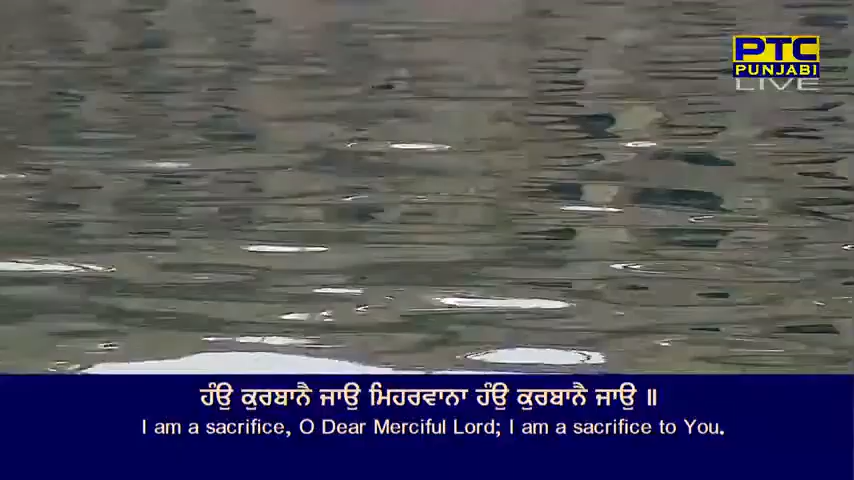 PTC
PUNJABI
LIVE
ਹੰਉ ਕੁਰਬਾਨੈ ਜਾਉ ਮਿਹਰਵਾਨਾ ਹੰਉ ਕੁਰਬਾਨੈ ਜਾਉ ॥
I am a sacrifice, O Dear Merciful Lord; I am a sacrifice to You.